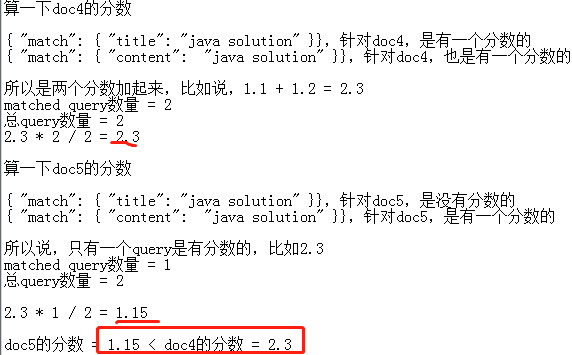 算一下doc4的分数
{ "match": { "title": "java solution" }}，针对doc4，是有一个分数的
{ "match": { "content":  "java solution" }}，针对doc4，也是有一个分数的
所以是两个分数加起来，比如说，1.1 + 1.2 = 2.3
matched query数量 = 2
总query数量 = 2
2.3 * 2 / 2 = 2.3
算一下doc5的分数
{ "match": { "title": "java solution" }}，针对doc5，是没有分数的
{ "match": { "content":  "java solution" }}，针对doc5，是有一个分数的
所以说，只有一个query是有分数的，比如2.3
matched query数量 = 1
总query数量 = 2
2.3 * 1 / 2 = 1.15
doc5的分数 = 1.15 < doc4的分数 = 2.3